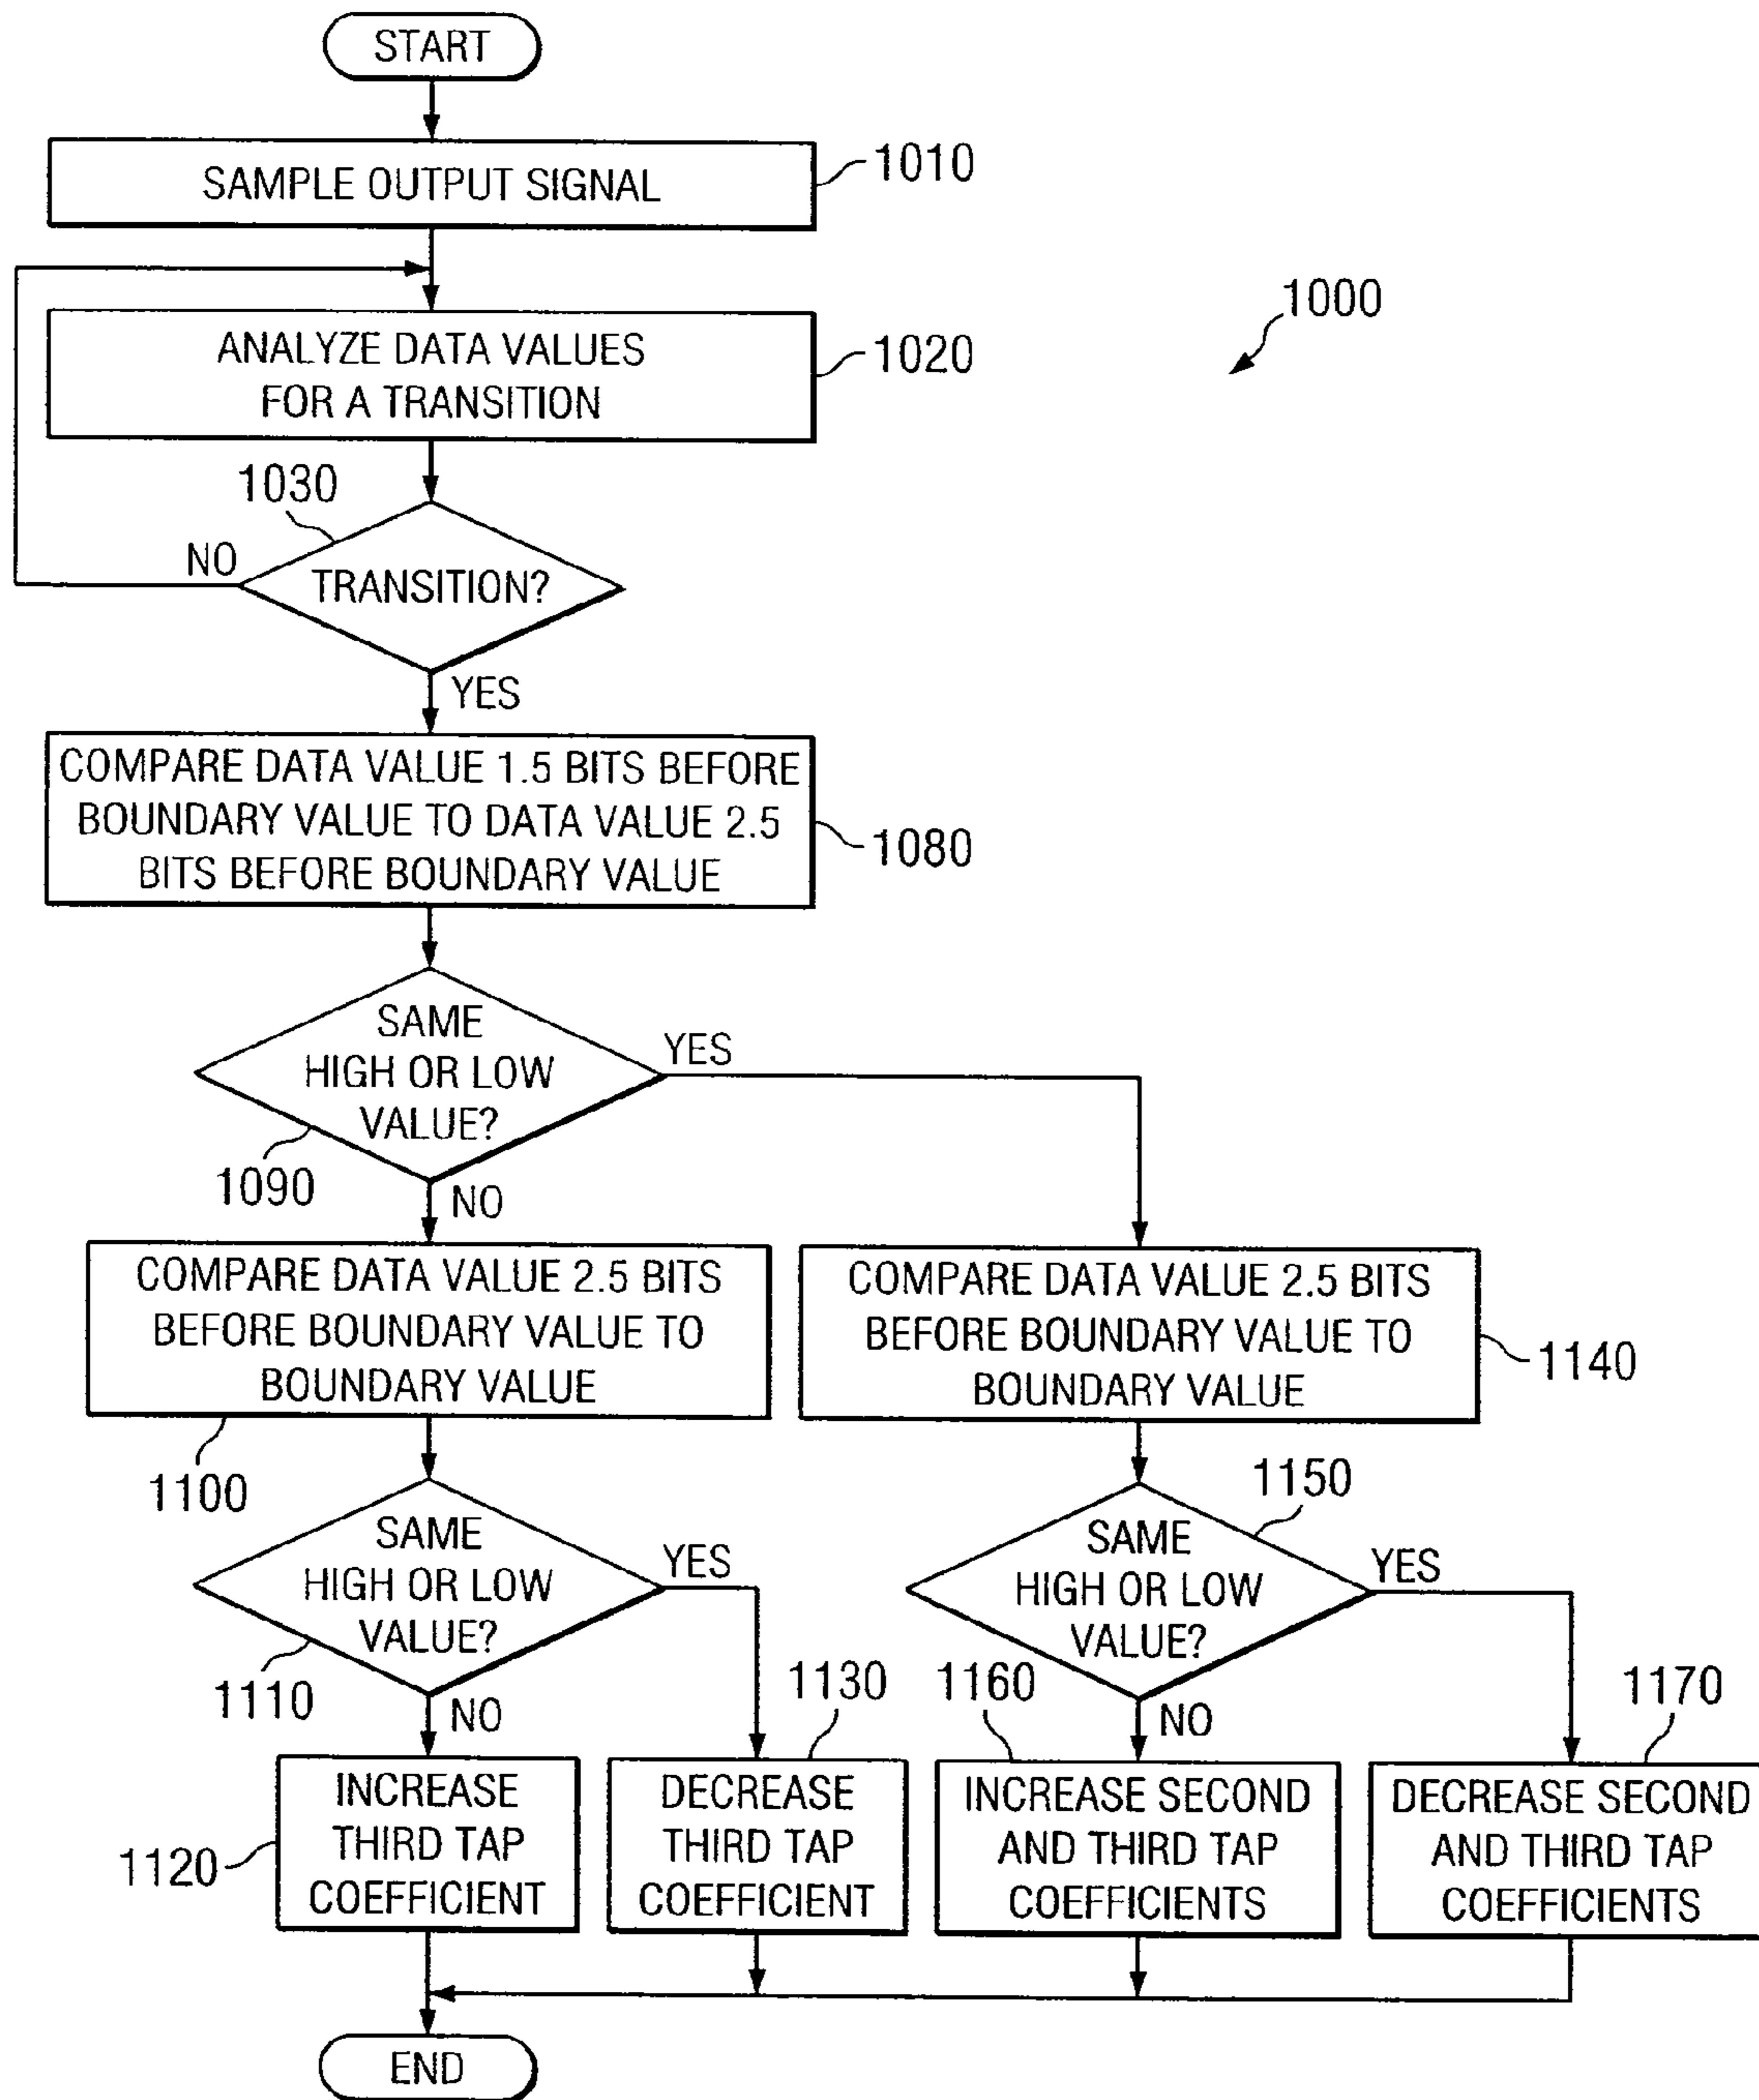 START
SAMPLE OUTPUT SIGNAL
1010
1000
ANALYZE DATA VALUES
FOR A TRANSITION
1020
1030
NO
TRANSITION?
YES
COMPARE DATA VALUE 1.5 BITS BEFORE
BOUNDARY VALUE TO DATA VALUE 2.5
BITS BEFORE BOUNDARY VALUE
1080
SAME
HIGH OR LOW
VALUE?
YES
1090
NO
COMPARE DATA VALUE 2.5 BITS
BEFORE BOUNDARY VALUE TO
BOUNDARY VALUE
1100
COMPARE DATA VALUE 2.5 BITS
BEFORE BOUNDARY VALUE TO
BOUNDARY VALUE
1140
SAME
HIGH OR LOW
VALUE?
YES
1110
NO
1150
SAME
HIGH OR LOW
VALUE?
YES
NO
1120
INCREASE
THIRD TAP
COEFFICIENT
1130
DECREASE
THIRD TAP
COEFFICIENT
1160
INCREASE SECOND
AND THIRD TAP
COEFFICIENTS
1170
DECREASE SECOND
AND THIRD TAP
COEFFICIENTS
END